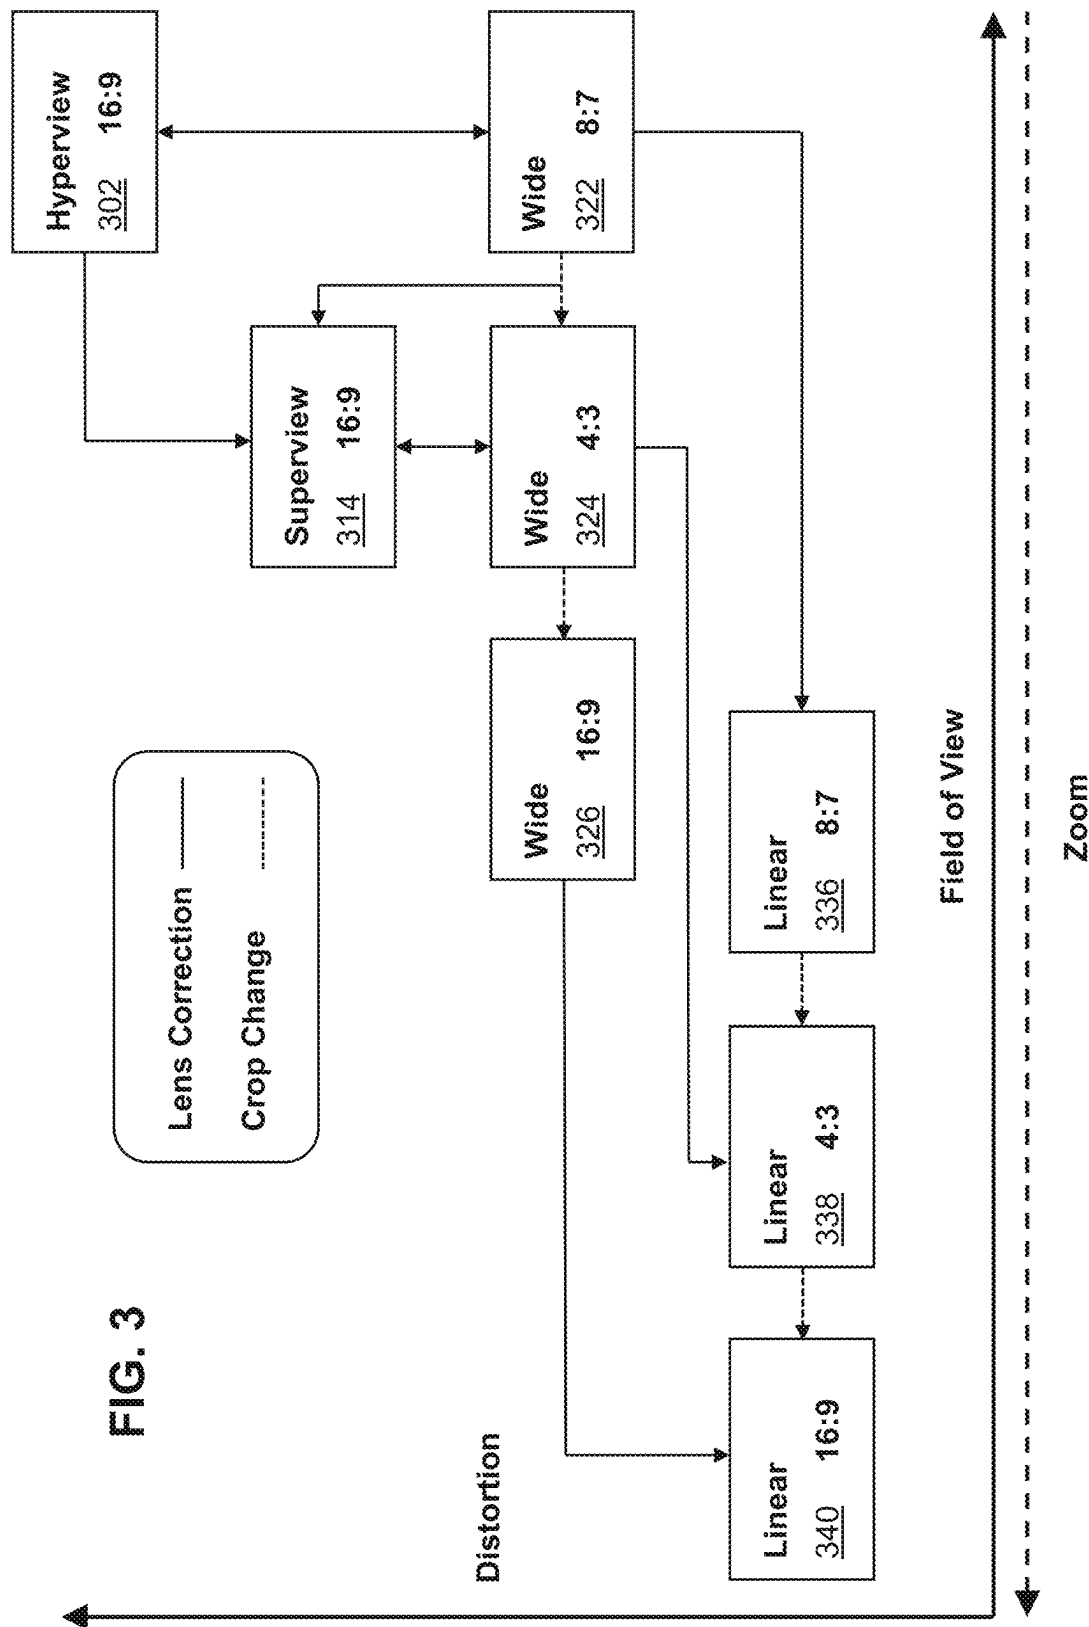 FIG. 3
Lens Correction
Crop Change
Hyperview
302 16:9
Superview
314 16:9
Wide
326 16:9
Wide
324 4:3
Wide
322 8:7
Linear
340 16:9
Linear
338 4:3
Linear
336 8:7
Distortion
Field of View
Zoom